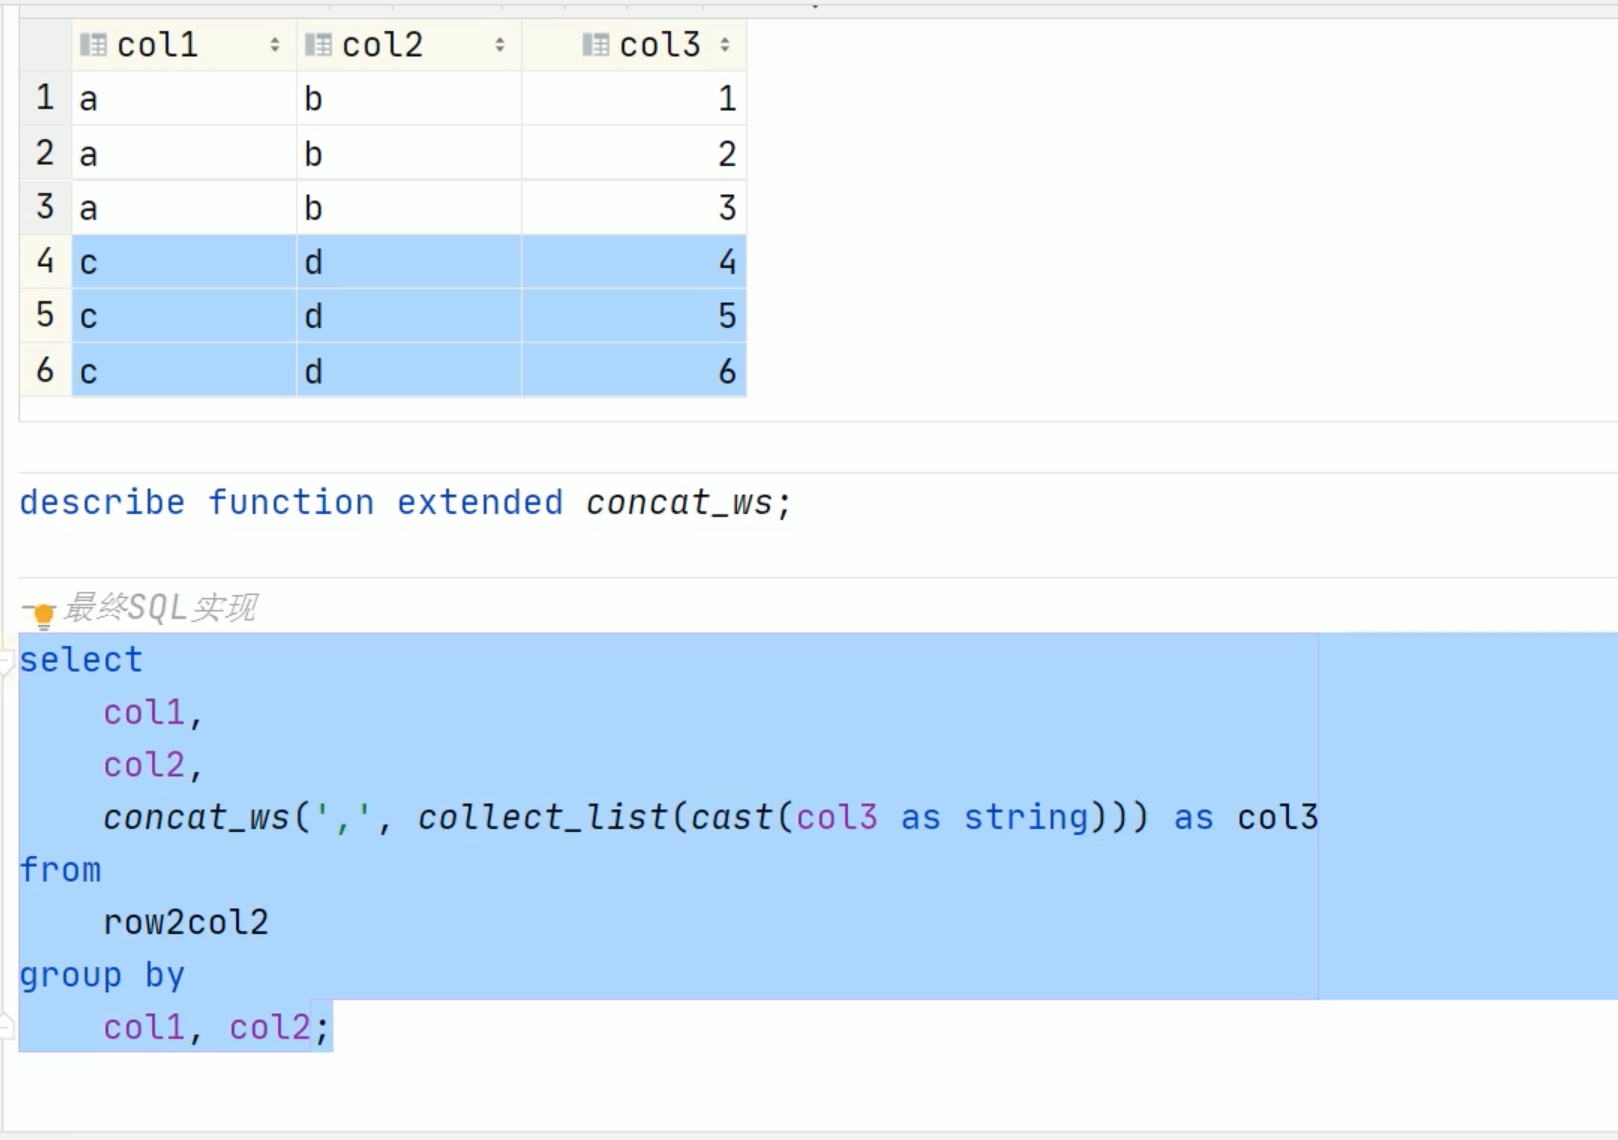 col1 col2 col3
1 a b 1
2 a b 2
3 a b 3
4 c d 4
5 c d 5
6 c d 6
describe function extended concat_ws;
--最终SQL实现
select
    col1,
    col2,
    concat_ws(',', collect_list(cast(col3 as string))) as col3
from
    row2col2
group by
    col1, col2;